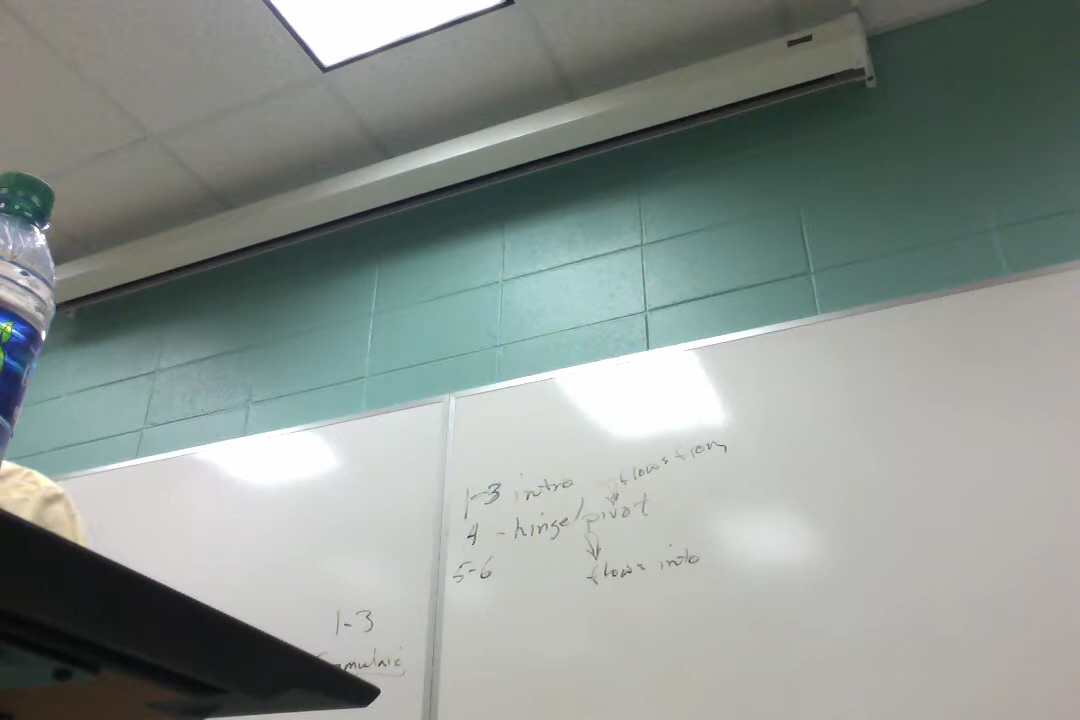 1-3 intro flows from
4 - hinge/pivot
5-6 flows into
1-3